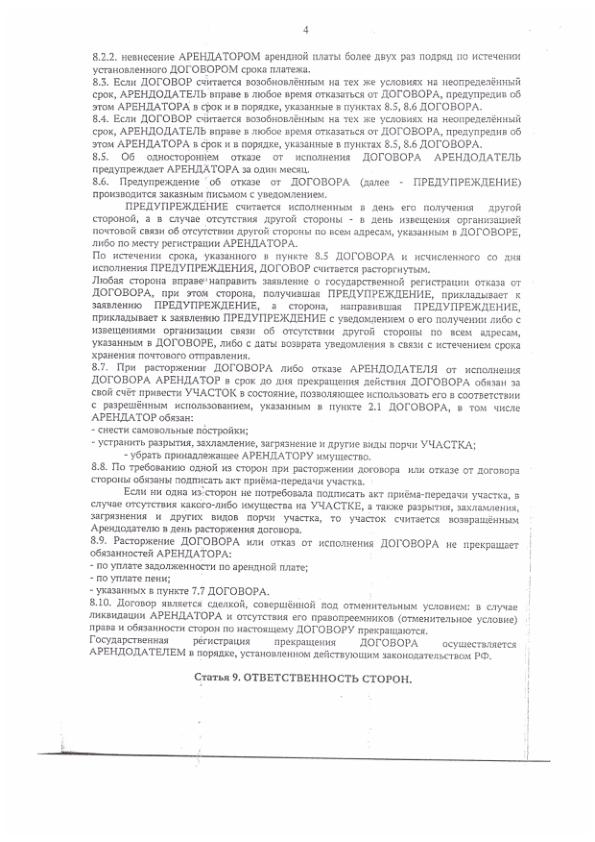 4
8.2.2. невнесение АРЕНДАТОРОМ арендной платы более двух раз подряд по истечении
установленного ДОГОВОРОМ срока платежа.
8.3. Если ДОГОВОР считается возобновлённым на тех же условиях на неопределённый
срок, АРЕНДОДАТЕЛЬ вправе в любое время отказаться от ДОГОВОРА, предупредив об
этом АРЕНДАТОРА в срок и в порядке, указанные в пунктах 8.5, 8.6 ДОГОВОРА.
8.4. Если ДОГОВОР считается возобновлённым на тех же условиях на неопределённый
срок, АРЕНДОДАТЕЛЬ вправе в любое время отказаться от ДОГОВОРА, предупредив об
этом АРЕНДАТОРА в срок и в порядке, указанные в пунктах 8.5, 8.6 ДОГОВОРА.
8.5. Об одностороннем отказе от исполнения ДОГОВОРА АРЕНДОДАТЕЛЬ
предупреждает АРЕНДАТОРА за один месяц.
8.6. Предупреждение об отказе от ДОГОВОРА (далее - ПРЕДУПРЕЖДЕНИЕ)
производится заказным письмом с уведомлением.
ПРЕДУПРЕЖДЕНИЕ считается исполненным в день его получения другой
стороной, а в случае отсутствия другой стороны - в день извещения организацией
почтовой связи об отсутствии другой стороны по всем адресам, указанным в ДОГОВОРЕ,
либо по месту регистрации АРЕНДАТОРА.
По истечении срока, указанного в пункте 8.5 ДОГОВОРА и исчисленного со дня
исполнения ПРЕДУПРЕЖДЕНИЯ, ДОГОВОР считается расторгнутым.
Любая сторона вправе направить заявление о государственной регистрации отказа от
ДОГОВОРА, при этом сторона, получившая ПРЕДУПРЕЖДЕНИЕ, прикладывает к
заявлению ПРЕДУПРЕЖДЕНИЕ, а сторона, направившая ПРЕДУПРЕЖДЕНИЕ,
прикладывает к заявлению ПРЕДУПРЕЖДЕНИЕ с уведомлением о его получении либо с
извещениями организации связи об отсутствии другой стороны по всем адресам,
указанным в ДОГОВОРЕ, либо с даты возврата уведомления в связи с истечением срока
хранения почтового отправления.
8.7. При расторжении ДОГОВОРА либо отказе АРЕНДОДАТЕЛЯ от исполнения
ДОГОВОРА АРЕНДАТОР в срок до дня прекращения действия ДОГОВОРА обязан за
свой счёт привести УЧАСТОК в состояние, позволяющее использовать его в соответствии
с разрешённым использованием, указанным в пункте 2.1 ДОГОВОРА, в том числе
АРЕНДАТОР обязан:
- снести самовольные постройки;
- устранить разрытия, захламление, загрязнение и другие виды порчи УЧАСТКА;
- убрать принадлежащее АРЕНДАТОРУ имущество.
8.8. По требованию одной из сторон при расторжении договора или отказе от договора
стороны обязаны подписать акт приёма-передачи участка.
Если ни одна из сторон не потребовала подписать акт приёма-передачи участка, в
случае отсутствия какого-либо имущества на УЧАСТКЕ, а также разрытия, захламления,
загрязнения и других видов порчи участка, то участок считается возвращённым
Арендодателю в день расторжения договора.
8.9. Расторжение ДОГОВОРА или отказ от исполнения ДОГОВОРА не прекращает
обязанностей АРЕНДАТОРА:
- по уплате задолженности по арендной плате;
- по уплате пени;
- указанных в пункте 7.7 ДОГОВОРА.
8.10. Договор является сделкой, совершённой под отменительным условием: в случае
ликвидации АРЕНДАТОРА и отсутствия его правопреемников (отменительное условие)
права и обязанности сторон по настоящему ДОГОВОРУ прекращаются.
Государственная регистрация прекращения ДОГОВОРА осуществляется
АРЕНДОДАТЕЛЕМ в порядке, установленном действующим законодательством РФ.
Статья 9. ОТВЕТСТВЕННОСТЬ СТОРОН.